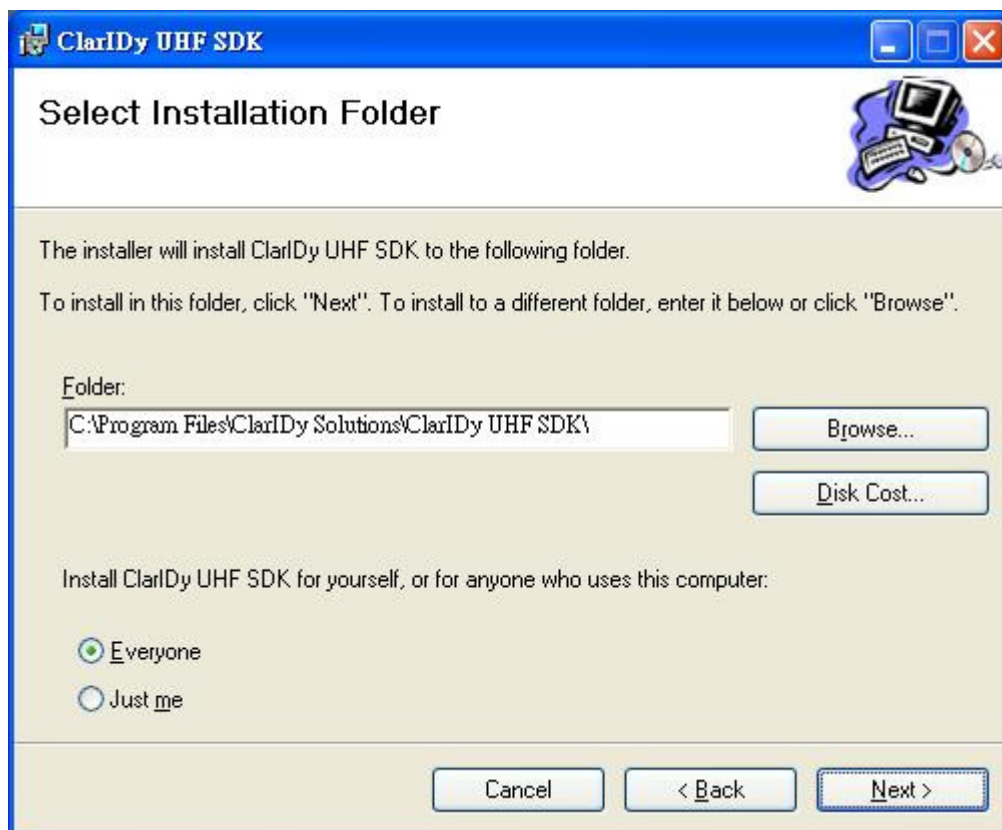 ClarIDy UHF SDK
Select Installation Folder
The installer will install ClarIDy UHF SDK to the following folder.
To install in this folder, click "Next". To install to a different folder, enter it below or click "Browse".
Folder:
C:\Program Files\ClarIDy Solutions\ClarIDy UHF SDK\
Browse...
Disk Cost...
Install ClarIDy UHF SDK for yourself, or for anyone who uses this computer:
Everyone
Just me
Cancel
< Back
Next >